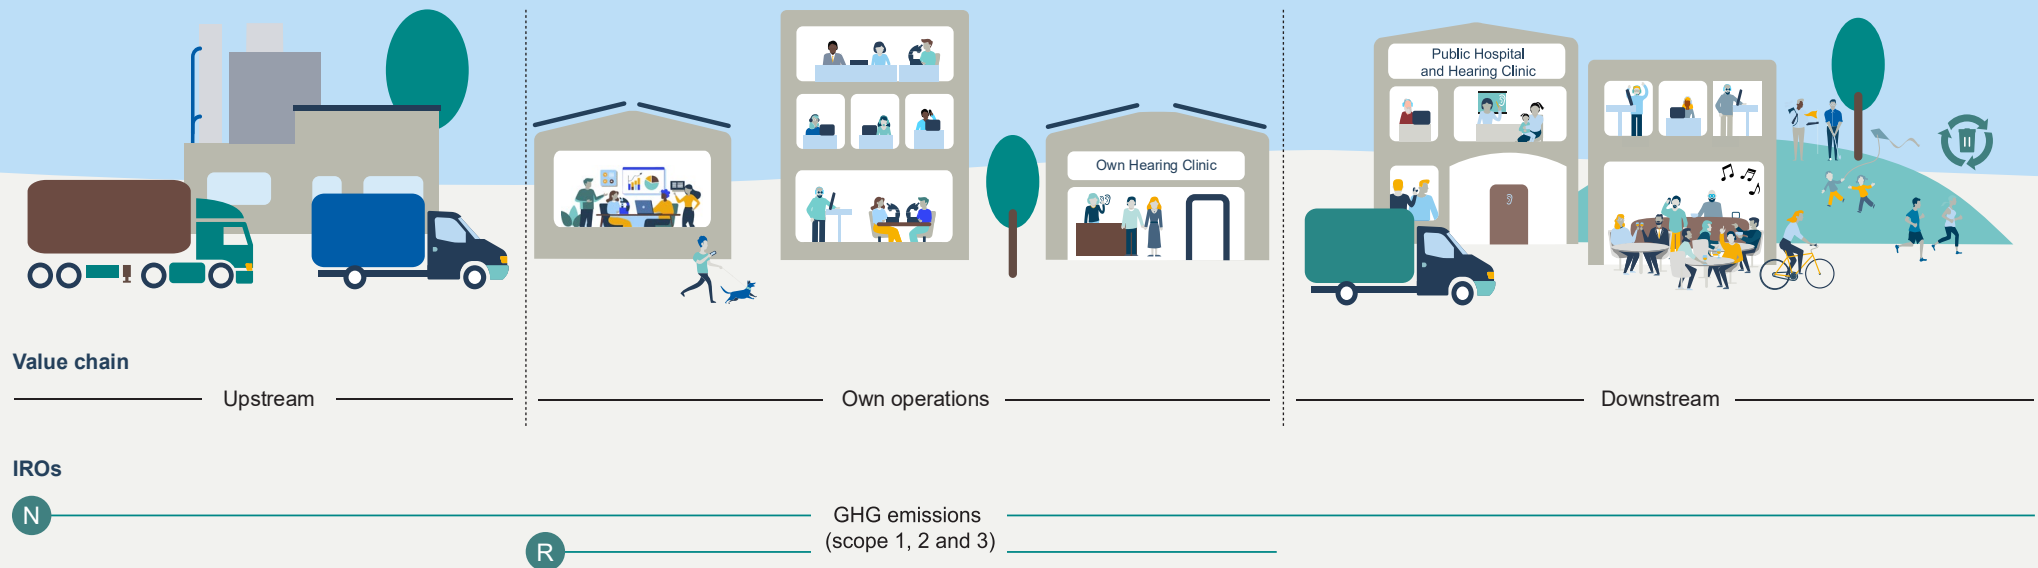 Public Hospital
and Hearing Clinic
Own Hearing Clinic
Value chain
Upstream
Own operations
Downstream
IROs
N
GHG emissions
(scope 1, 2 and 3)
R